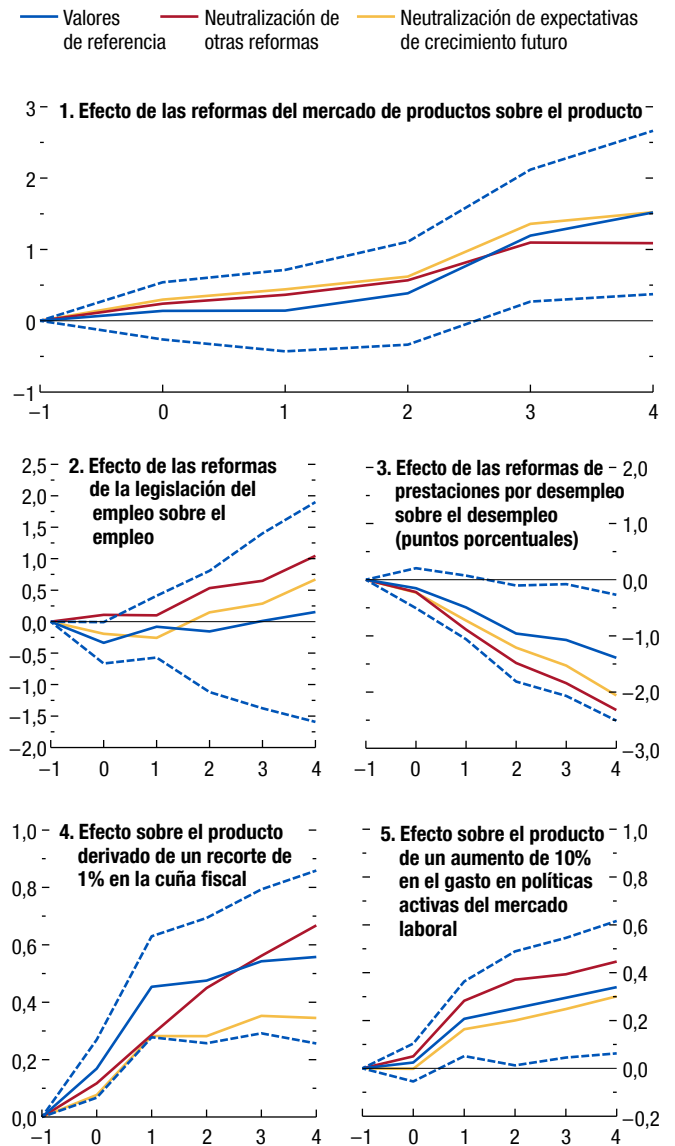 Valores de referencia
Neutralización de otras reformas
Neutralización de expectativas de crecimiento futuro
1. Efecto de las reformas del mercado de productos sobre el producto
3
2
1
0
–1
–1 0 1 2 3 4
2. Efecto de las reformas
de la legislación del
empleo sobre el
empleo
2,5
2,0
1,5
1,0
0,5
0,0
–0,5
–1,0
–1,5
–2,0
–1 0 1 2 3 4
3. Efecto de las reformas de
prestaciones por desempleo
sobre el desempleo
(puntos porcentuales)
2,0
1,0
0,0
–1,0
–2,0
–3,0
–1 0 1 2 3 4
4. Efecto sobre el producto
derivado de un recorte de
1% en la cuña fiscal
1,0
0,8
0,6
0,4
0,2
0,0
–1 0 1 2 3 4
5. Efecto sobre el producto
de un aumento de 10%
en el gasto en políticas
activas del mercado
laboral
1,0
0,8
0,6
0,4
0,2
0,0
–0,2
–1 0 1 2 3 4